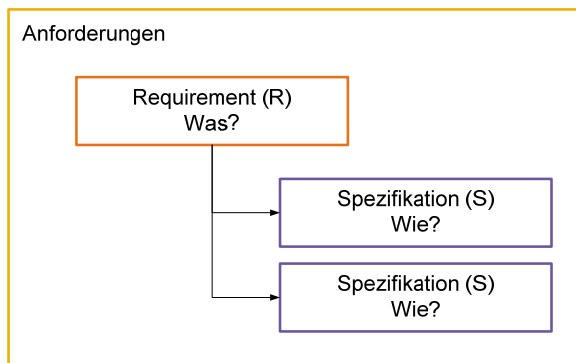 Anforderungen
Requirement (R)
Was?
Spezifikation (S)
Wie?
Spezifikation (S)
Wie?